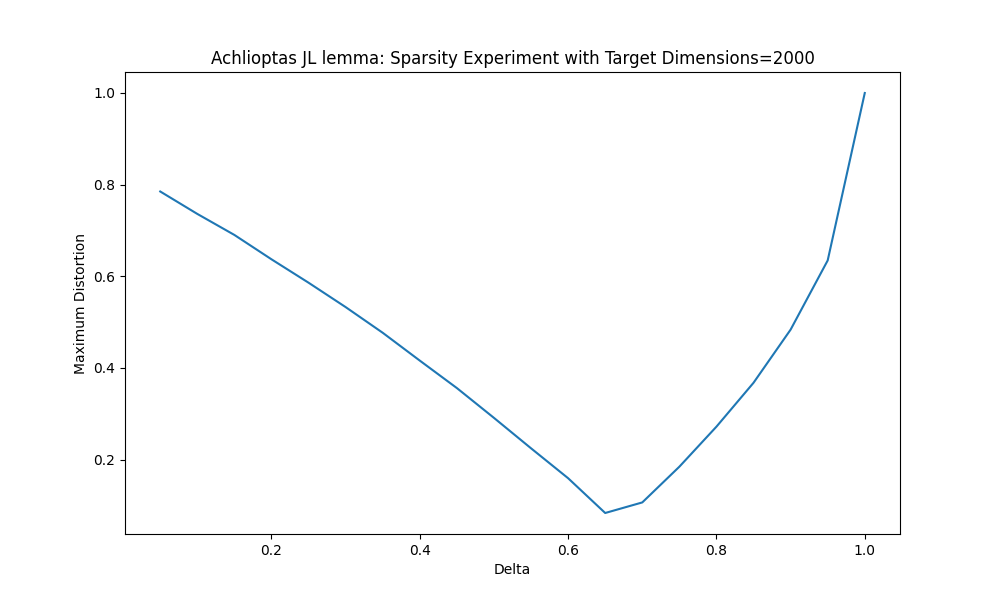 Achlioptas JL lemma: Sparsity Experiment with Target Dimensions=2000
1.0
0.8
0.6
0.4
0.2
Maximum Distortion
0.2 0.4 0.6 0.8 1.0
Delta